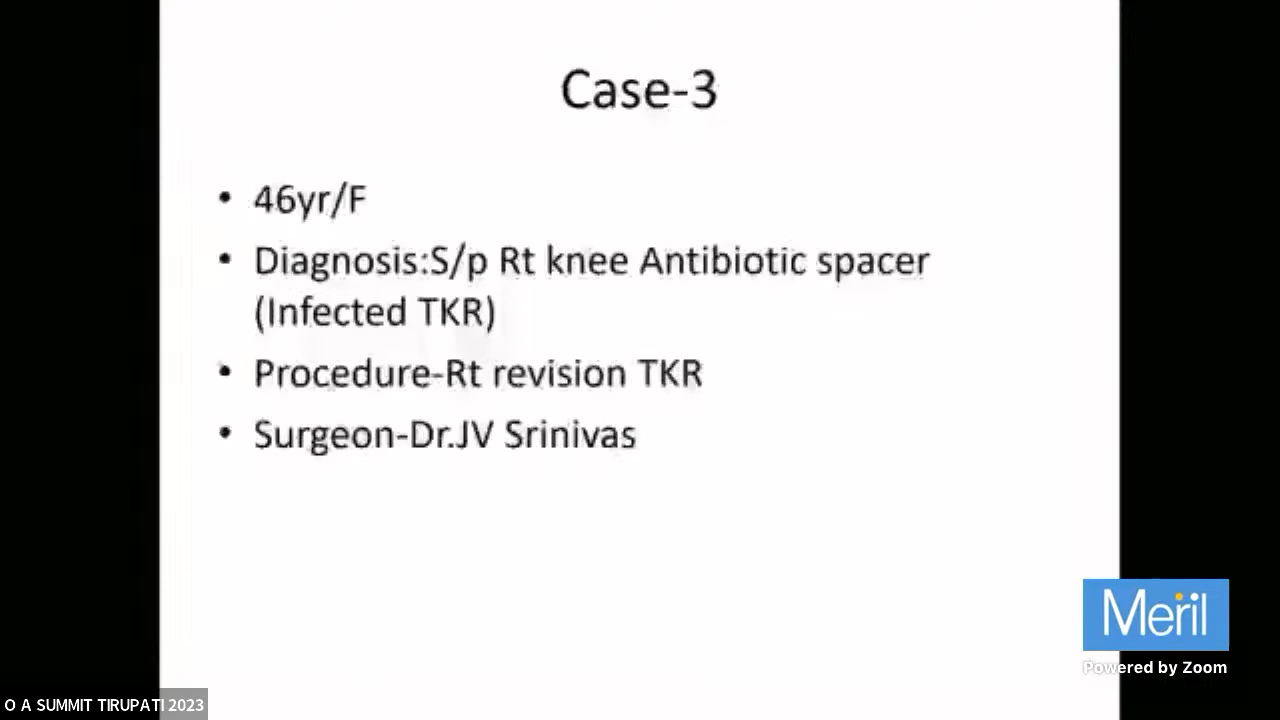 Case-3
• 46yr/F
• Diagnosis:S/p Rt knee Antibiotic spacer
(Infected TKR)
• Procedure-Rt revision TKR
• Surgeon-Dr.JV Srinivas
Meril
Powered by Zoom
O A SUMMIT TIRUPATI 2023